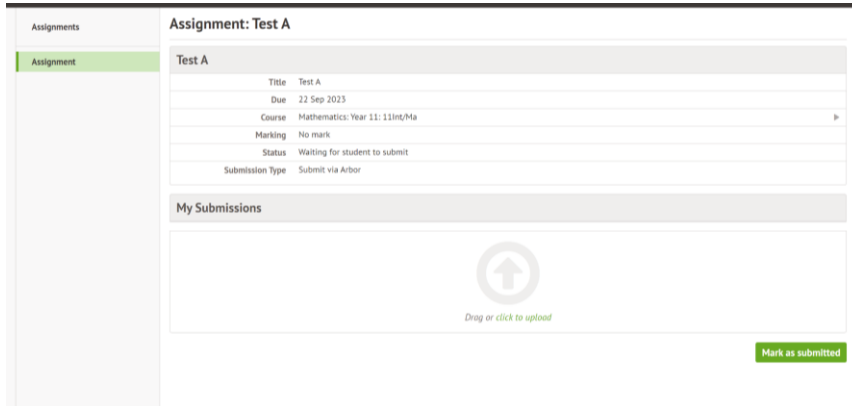 Assignments
Assignment
Assignment: Test A
Test A
Title Test A
Due 22 Sep 2023
Course Mathematics: Year 11: 11Int/Ma
Marking No mark
Status Waiting for student to submit
Submission Type Submit via Arbor
My Submissions
Drag or click to upload
Mark as submitted